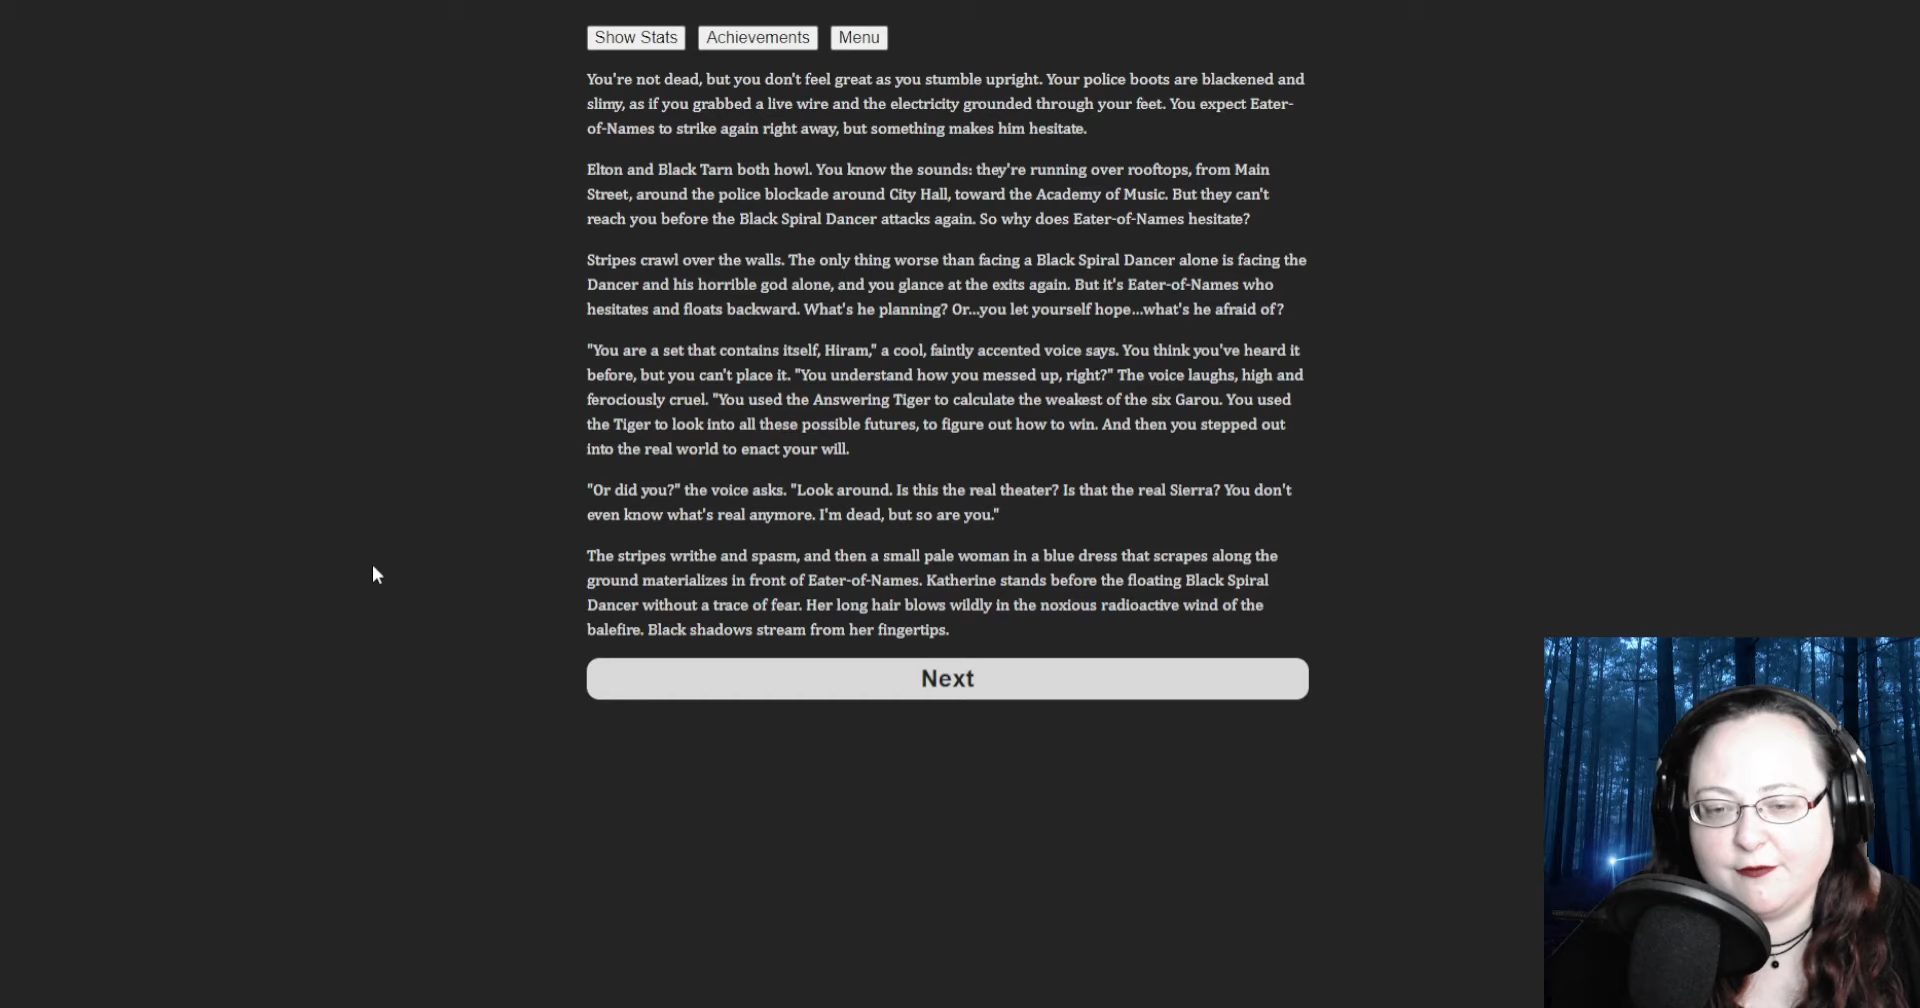 Show Stats Achievements Menu
You're not dead, but you don't feel great as you stumble upright. Your police boots are blackened and
slimy, as if you grabbed a live wire and the electricity grounded through your feet. You expect Eater-
of-Names to strike again right away, but something makes him hesitate.
Elton and Black Tarn both howl. You know the sounds: they're running over rooftops, from Main
Street, around the police blockade around City Hall, toward the Academy of Music. But they can't
reach you before the Black Spiral Dancer attacks again. So why does Eater-of-Names hesitate?
Stripes crawl over the walls. The only thing worse than facing a Black Spiral Dancer alone is facing the
Dancer and his horrible god alone, and you glance at the exits again. But it's Eater-of-Names who
hesitates and floats backward. What's he planning? Or...you let yourself hope...what's he afraid of?
"You are a set that contains itself, Hiram," a cool, faintly accented voice says. You think you've heard it
before, but you can't place it. "You understand how you messed up, right?" The voice laughs, high and
ferociously cruel. "You used the Answering Tiger to calculate the weakest of the six Garou. You used
the Tiger to look into all these possible futures, to figure out how to win. And then you stepped out
into the real world to enact your will.
"Or did you?" the voice asks. "Look around. Is this the real theater? Is that the real Sierra? You don't
even know what's real anymore. I'm dead, but so are you."
The stripes writhe and spasm, and then a small pale woman in a blue dress that scrapes along the
ground materializes in front of Eater-of-Names. Katherine stands before the floating Black Spiral
Dancer without a trace of fear. Her long hair blows wildly in the noxious radioactive wind of the
balefire. Black shadows stream from her fingertips.
Next